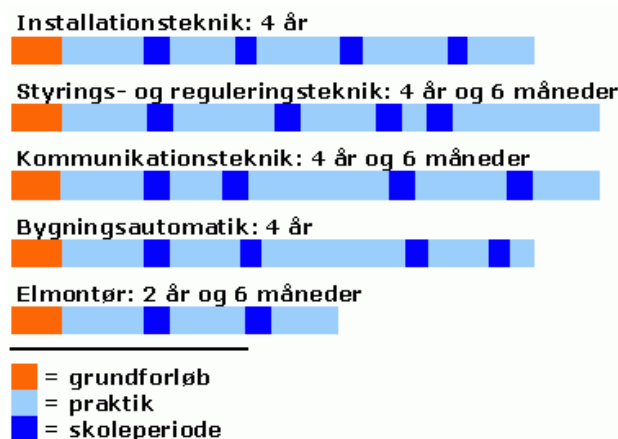 Installationsteknik: 4 år
Styrings- og reguleringsteknik: 4 år og 6 måneder
Kommunikationsteknik: 4 år og 6 måneder
Bygningsautomatik: 4 år
Elmontør: 2 år og 6 måneder
= grundforløb
= praktik
= skoleperiode